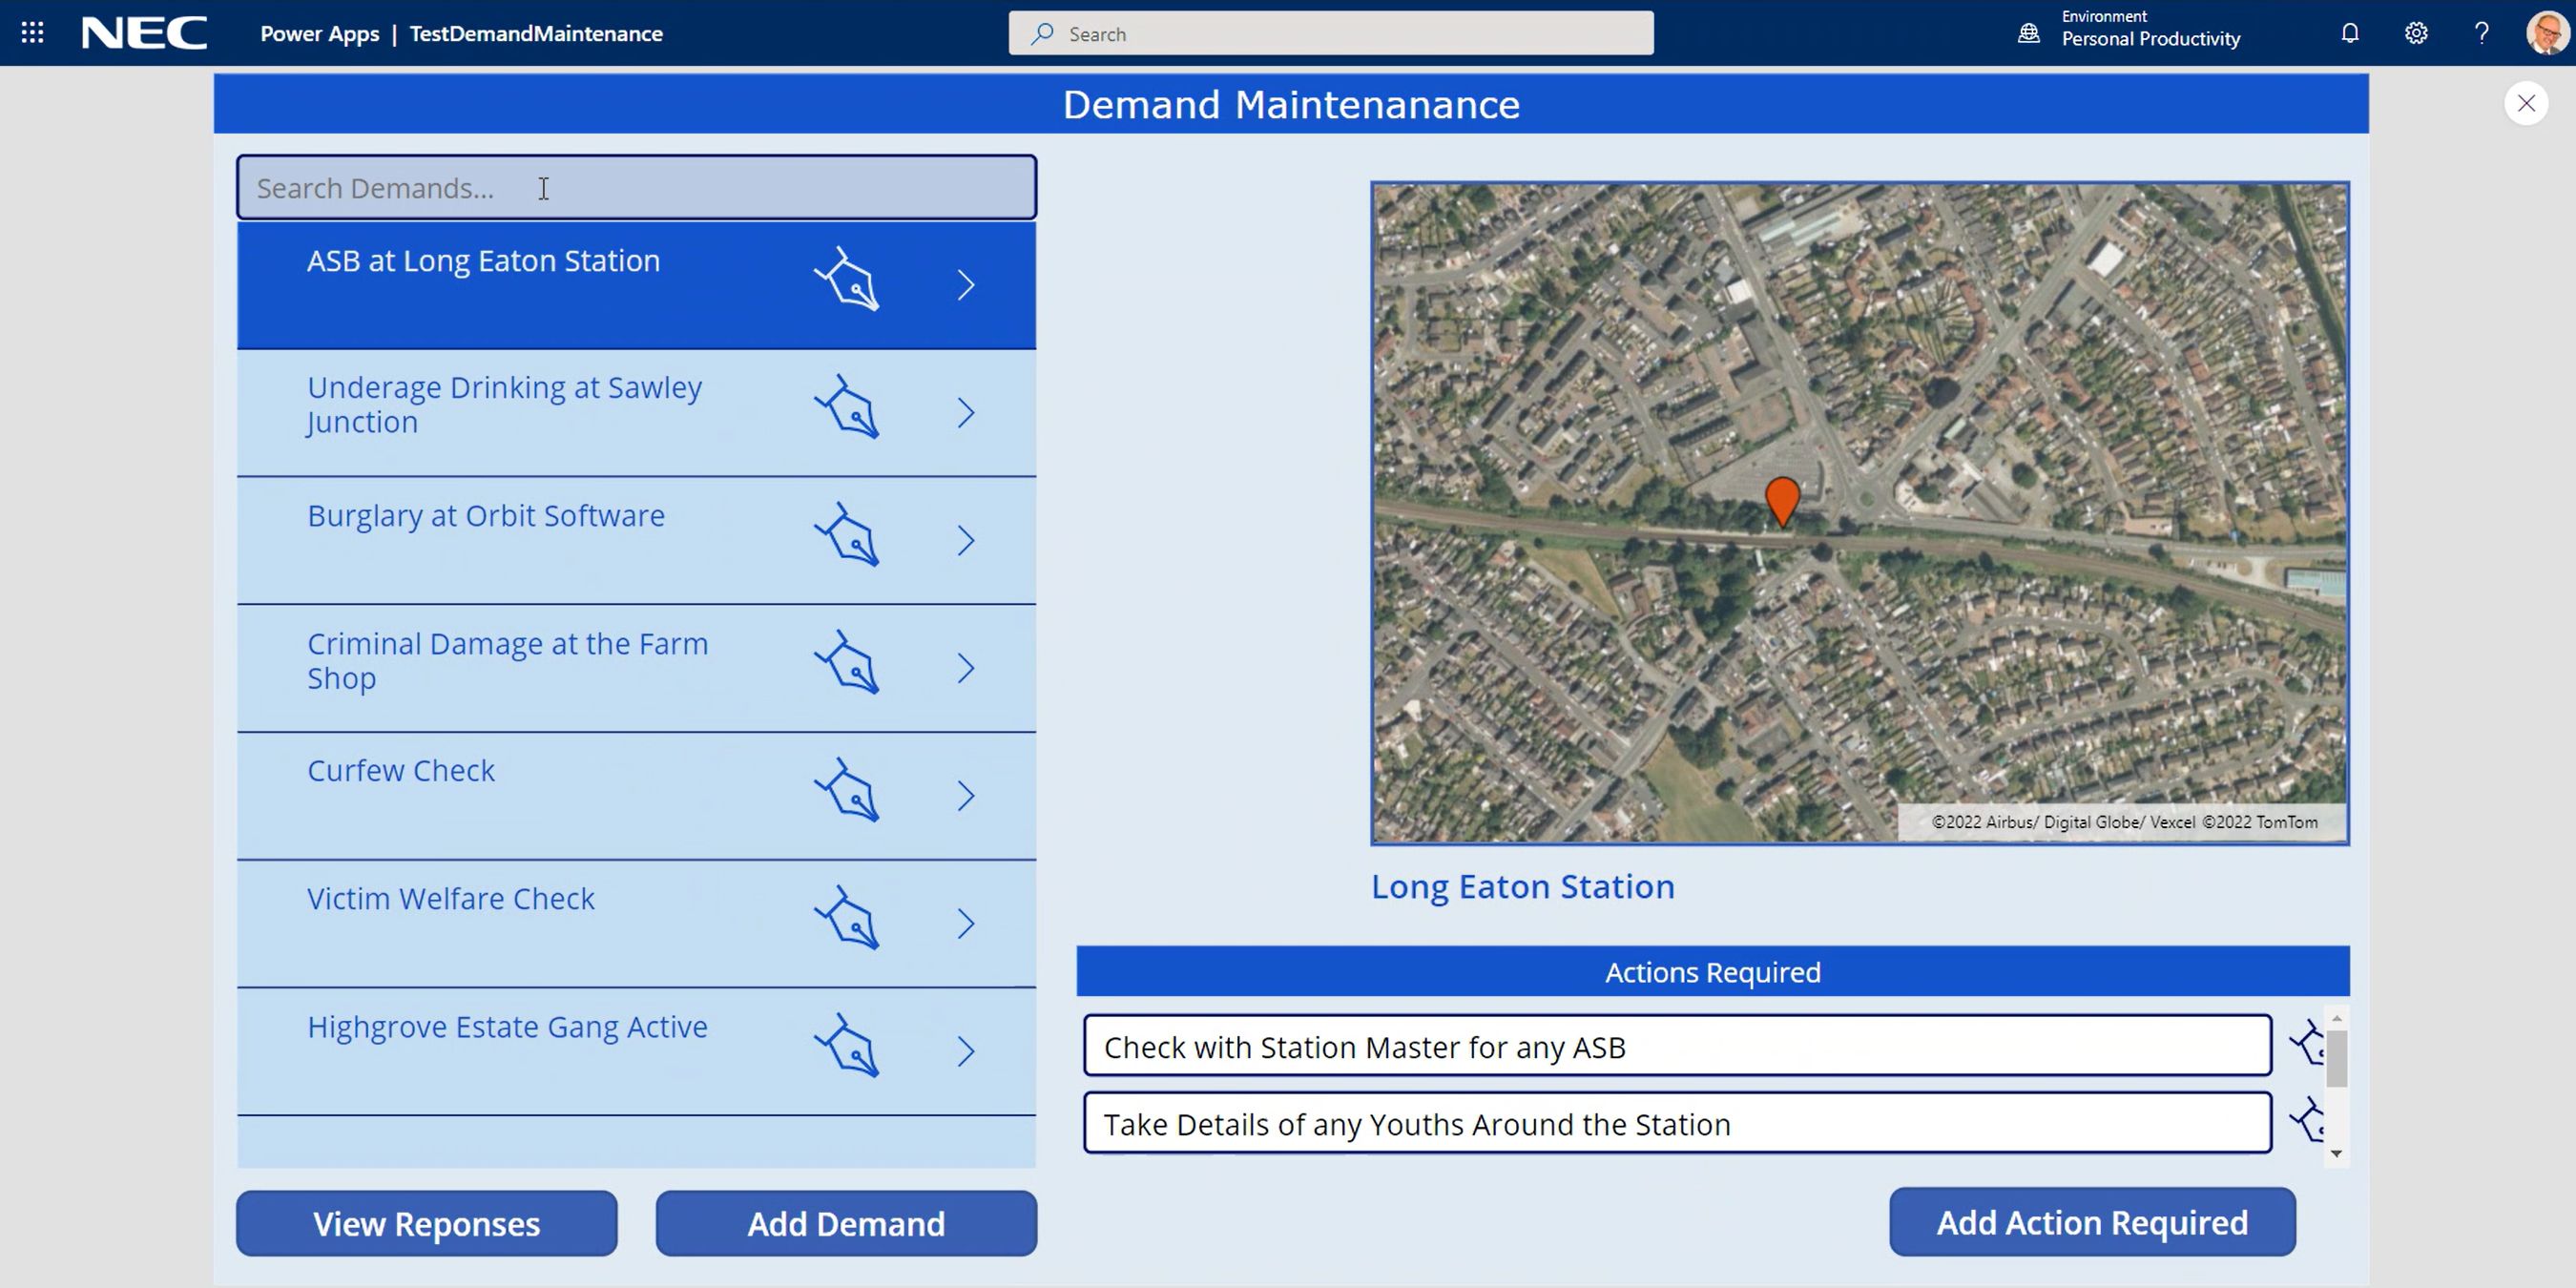 NEC
Power Apps | TestDemandMaintenance
Search
Environment
Personal Productivity
?
Demand Maintenanance
Search Demands...
ASB at Long Eaton Station
Underage Drinking at Sawley
Junction
Burglary at Orbit Software
Criminal Damage at the Farm
Shop
Curfew Check
Victim Welfare Check
Highgrove Estate Gang Active
View Reponses
Add Demand
©2022 Airbus/ Digital Globe/ Vexcel ©2022 TomTom
Long Eaton Station
Actions Required
Check with Station Master for any ASB
Take Details of any Youths Around the Station
Add Action Required